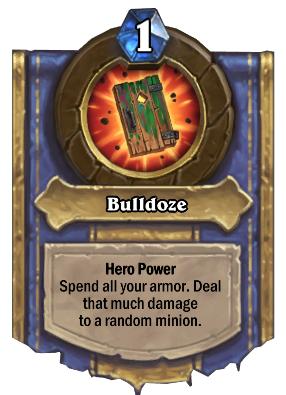 1
Bulldoze
Hero Power
Spend all your armor. Deal
that much damage
to a random minion.